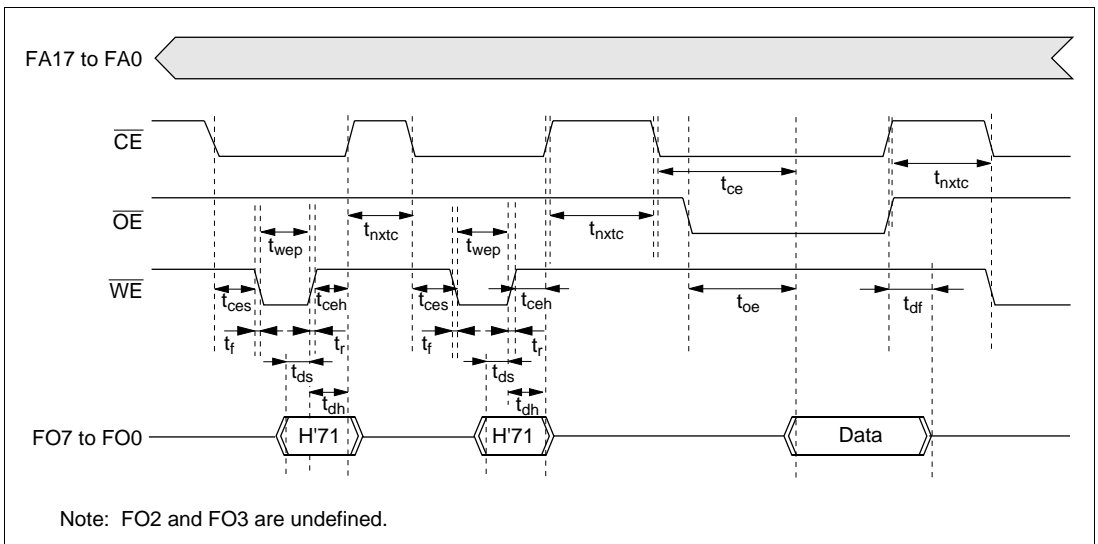 FA17 to FA0
CE
tce
tnxtc
OE
twep
tnxtc
twep
tnxtc
WE
tces
tceh
tces
tceh
toe
tdf
tf
tr
tf
tr
tds
tds
tdh
tdh
FO7 to FO0
H'71
H'71
Data
Note: FO2 and FO3 are undefined.